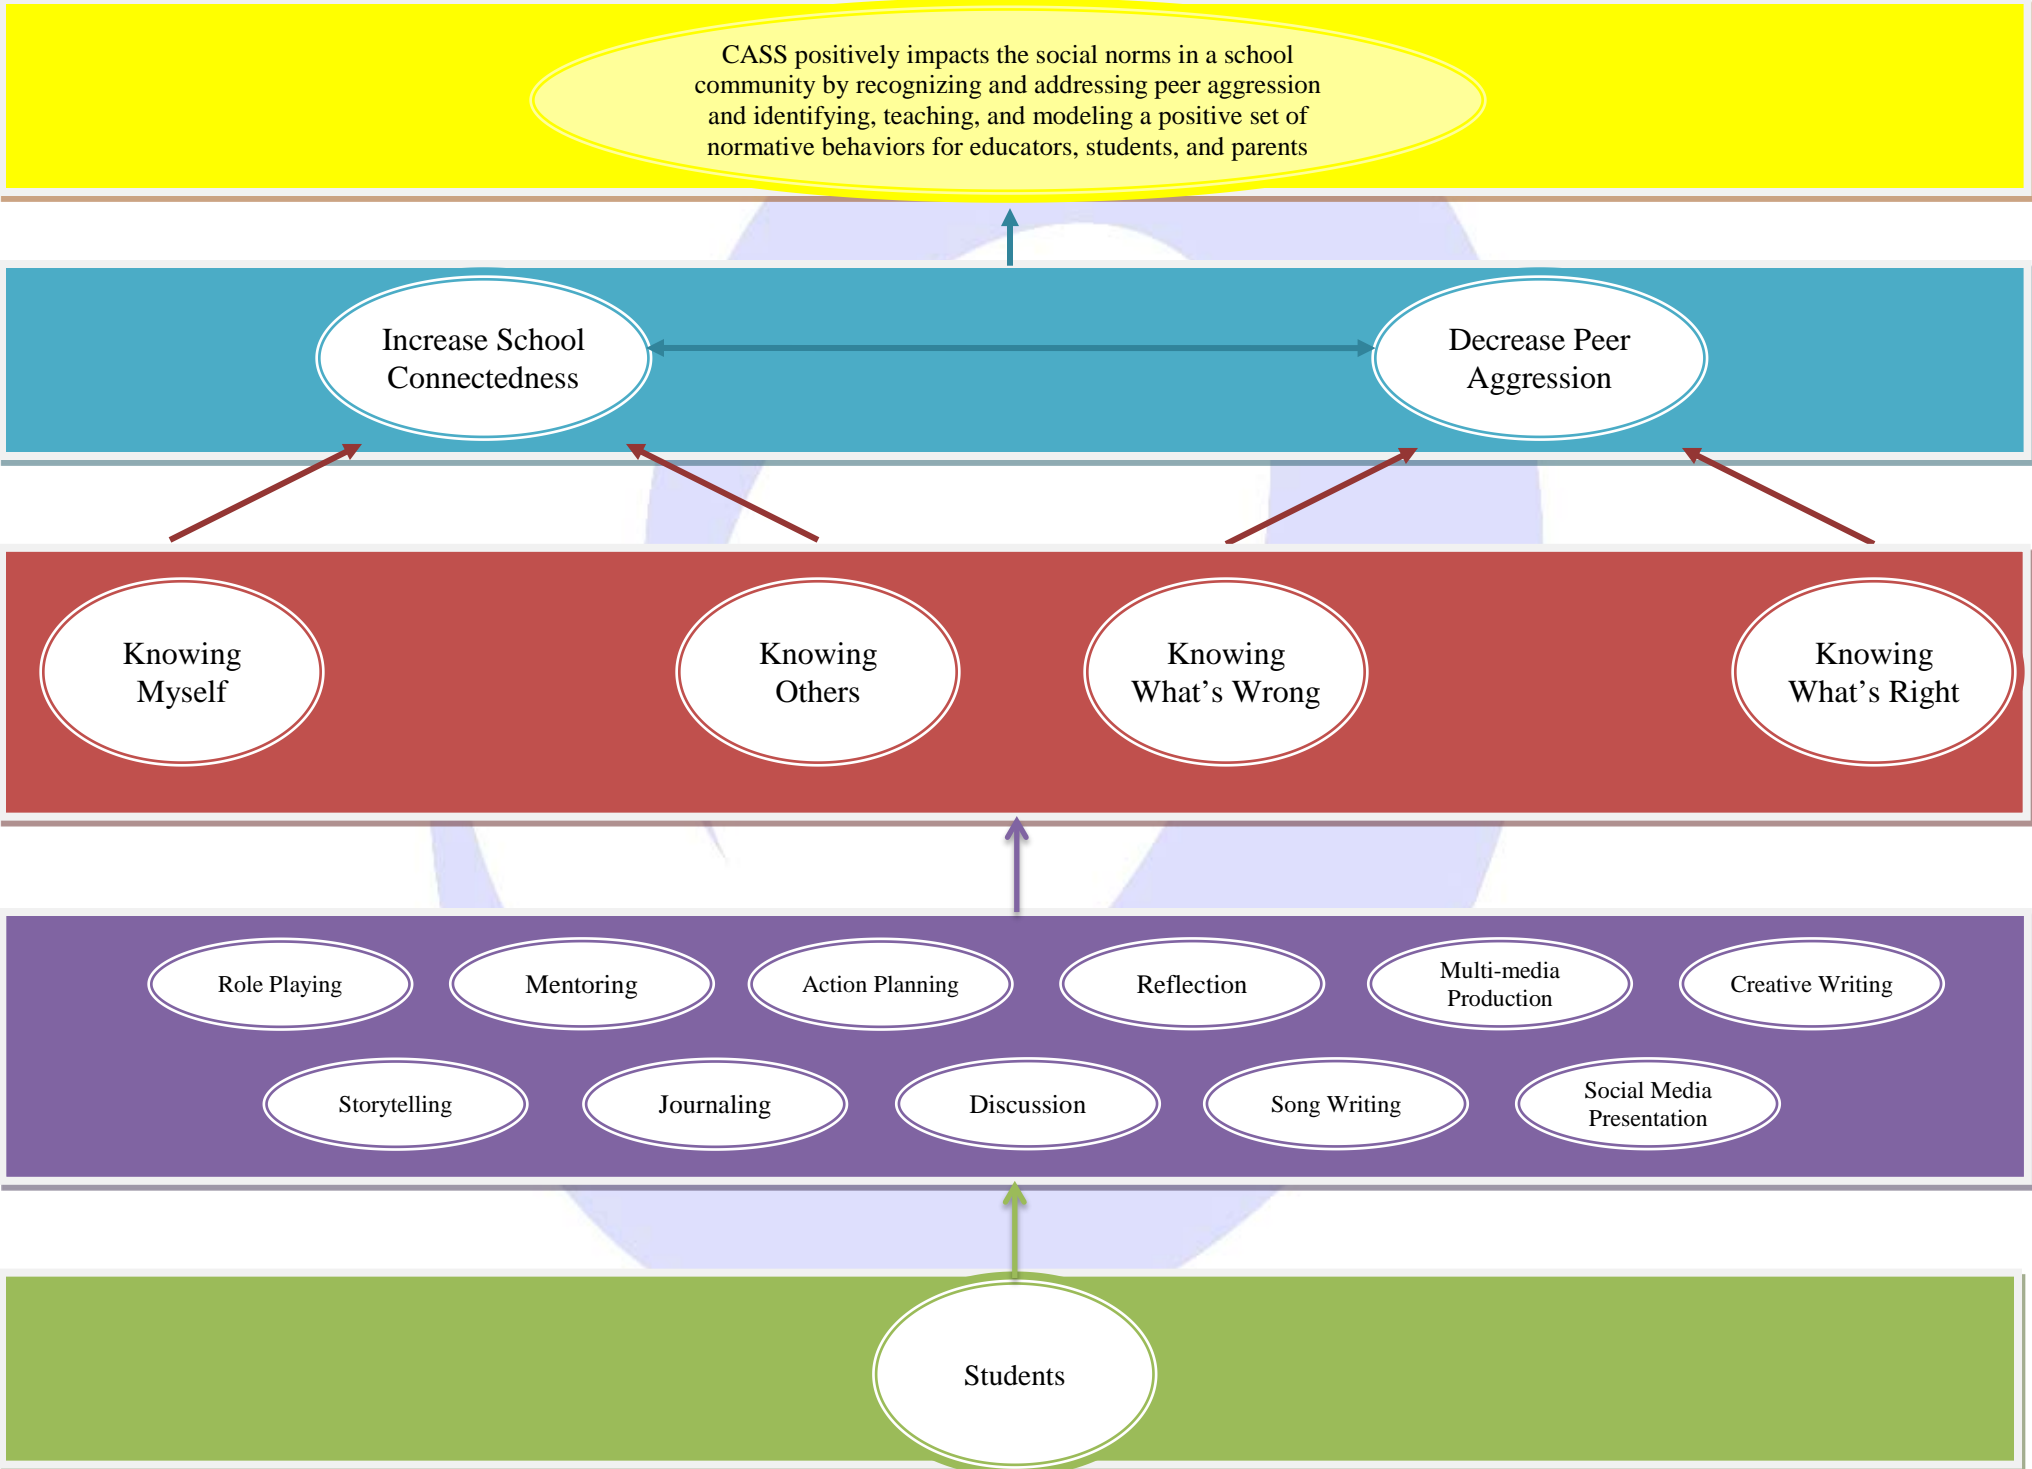 CASS positively impacts the social norms in a school
community by recognizing and addressing peer aggression
and identifying, teaching, and modeling a positive set of
normative behaviors for educators, students, and parents
Increase School
Connectedness
Decrease Peer
Aggression
Knowing
Myself
Knowing
Others
Knowing
What’s Wrong
Knowing
What’s Right
Role Playing
Mentoring
Action Planning
Reflection
Multi-media
Production
Creative Writing
Storytelling
Journaling
Discussion
Song Writing
Social Media
Presentation
Students